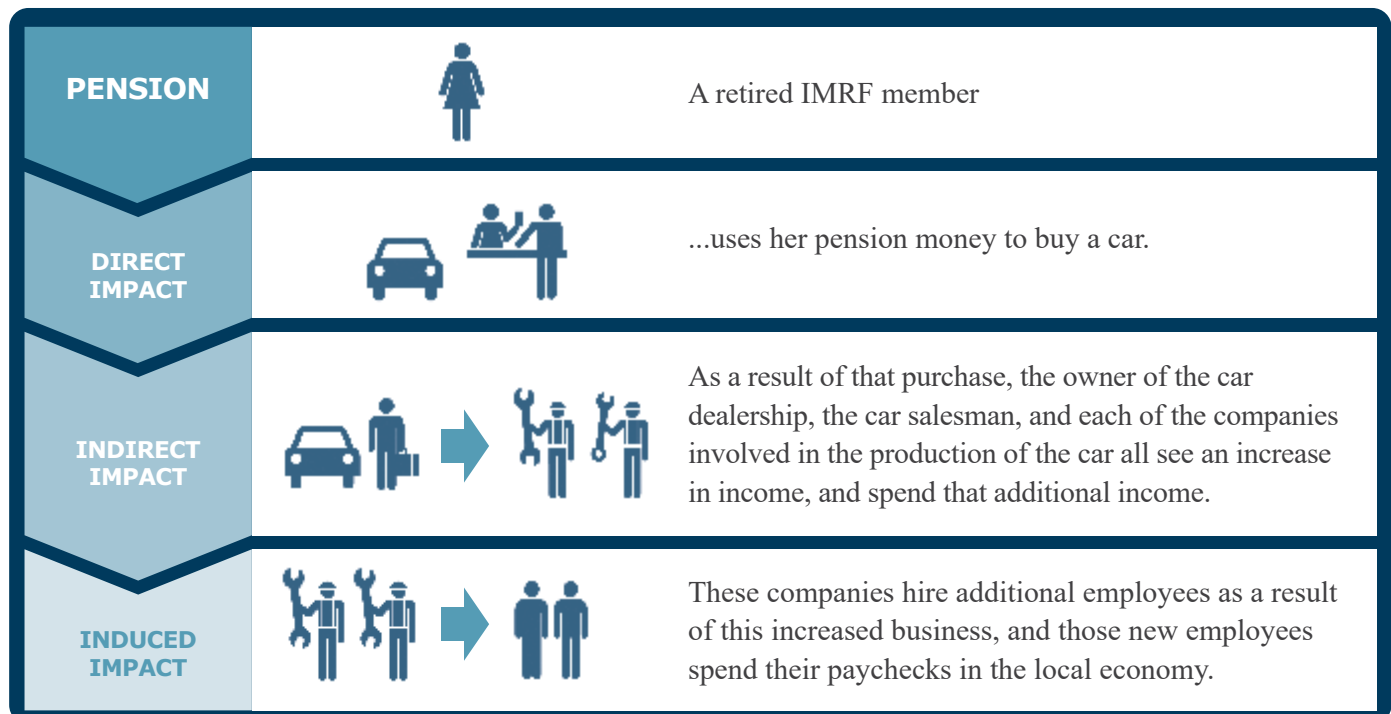 PENSION
A retired IMRF member
DIRECT
IMPACT
...uses her pension money to buy a car.
INDIRECT
IMPACT
As a result of that purchase, the owner of the car
dealership, the car salesman, and each of the companies
involved in the production of the car all see an increase
in income, and spend that additional income.
INDUCED
IMPACT
These companies hire additional employees as a result
of this increased business, and those new employees
spend their paychecks in the local economy.